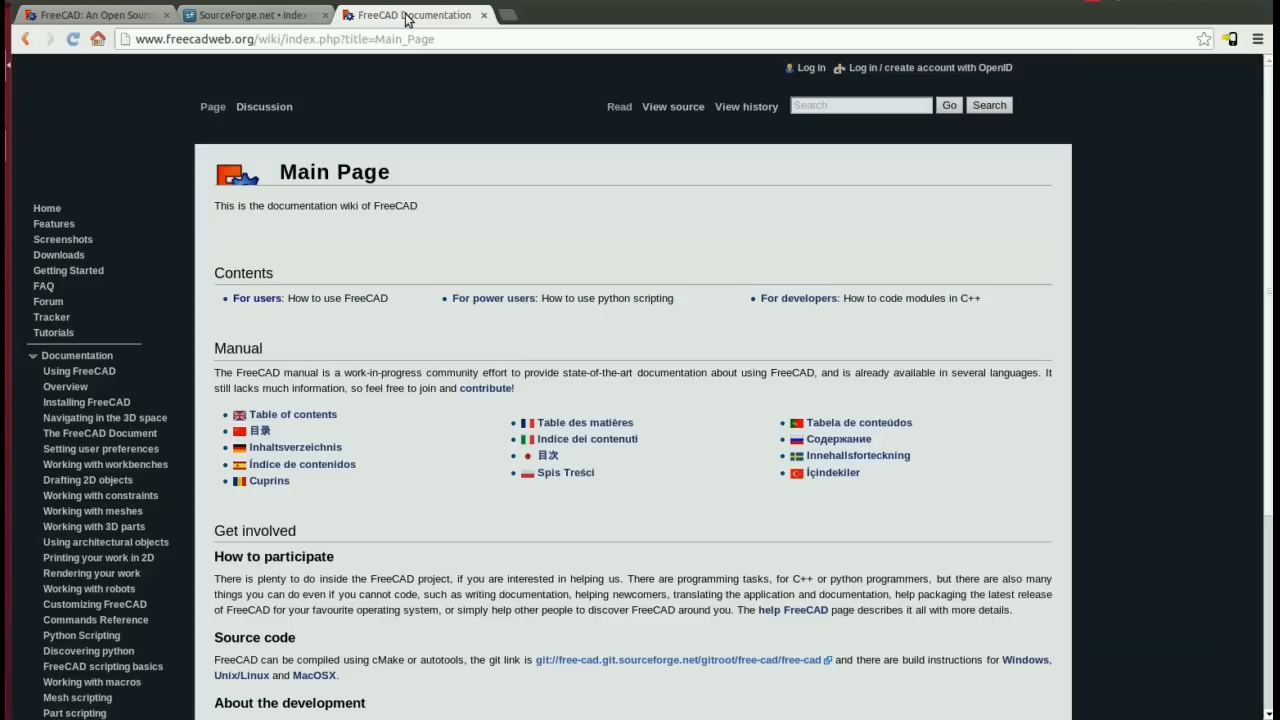 FreeCAD: An Open Sourc
SourceForge.net • Index
FreeCAD Documentation
www.freecadweb.org/wiki/index.php?title=Main_Page
Log in
Log in / create account with OpenID
Page
Discussion
Read
View source
View history
Search
Go
Search
Main Page
This is the documentation wiki of FreeCAD
Contents
For users: How to use FreeCAD
For power users: How to use python scripting
For developers: How to code modules in C++
Manual
The FreeCAD manual is a work-in-progress community effort to provide state-of-the-art documentation about using FreeCAD, and is already available in several languages. It
still lacks much information, so feel free to join and contribute!
Table of contents
目录
Inhaltsverzeichnis
Índice de contenidos
Cuprins
Table des matières
Indice dei contenuti
目次
Spis Treści
Tabela de conteúdos
Содержание
Innehallsforteckning
İçindekiler
Get involved
How to participate
There is plenty to do inside the FreeCAD project, if you are interested in helping us. There are programming tasks, for C++ or python programmers, but there are also many
things you can do even if you cannot code, such as writing documentation, helping newcomers, translating the application and documentation, help packaging the latest release
of FreeCAD for your favourite operating system, or simply help other people to discover FreeCAD around you. The help FreeCAD page describes it all with more details.
Source code
FreeCAD can be compiled using cMake or autotools, the git link is git://free-cad.git.sourceforge.net/gitroot/free-cad/free-cad and there are build instructions for Windows,
Unix/Linux and MacOSX.
About the development
Home
Features
Screenshots
Downloads
Getting Started
FAQ
Forum
Tracker
Tutorials
Documentation
Using FreeCAD
Overview
Installing FreeCAD
Navigating in the 3D space
The FreeCAD Document
Setting user preferences
Working with workbenches
Drafting 2D objects
Working with constraints
Working with meshes
Working with 3D parts
Using architectural objects
Printing your work in 2D
Rendering your work
Working with robots
Customizing FreeCAD
Commands Reference
Python Scripting
Discovering python
FreeCAD scripting basics
Working with macros
Mesh scripting
Part scripting